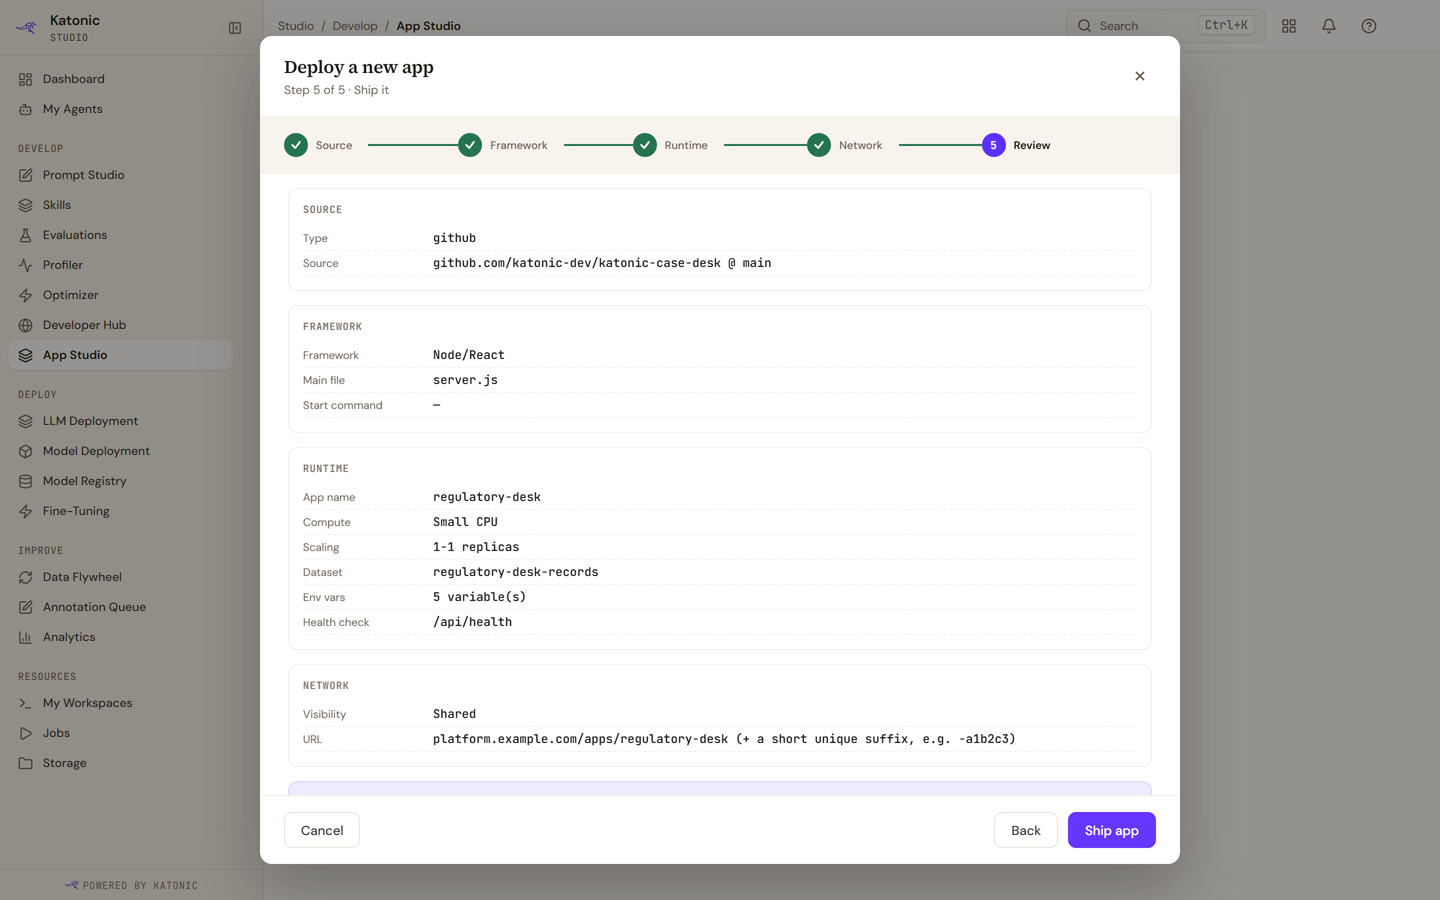 Katonic
STUDIO
Dashboard
My Agents
DEVELOP
Prompt Studio
Skills
Evaluations
Profiler
Optimizer
Developer Hub
App Studio
DEPLOY
LLM Deployment
Model Deployment
Model Registry
Fine-Tuning
IMPROVE
Data Flywheel
Annotation Queue
Analytics
RESOURCES
My Workspaces
Jobs
Storage
POWERED BY KATONIC
Studio / Develop / App Studio
Search Ctrl+K
Deploy a new app
Step 5 of 5 · Ship it
Source Framework Runtime Network 5 Review
SOURCE
Type github
Source github.com/katonic-dev/katonic-case-desk @ main
FRAMEWORK
Framework Node/React
Main file server.js
Start command —
RUNTIME
App name regulatory-desk
Compute Small CPU
Scaling 1-1 replicas
Dataset regulatory-desk-records
Env vars 5 variable(s)
Health check /api/health
NETWORK
Visibility Shared
URL platform.example.com/apps/regulatory-desk (+ a short unique suffix, e.g. -a1b2c3)
Cancel Back Ship app